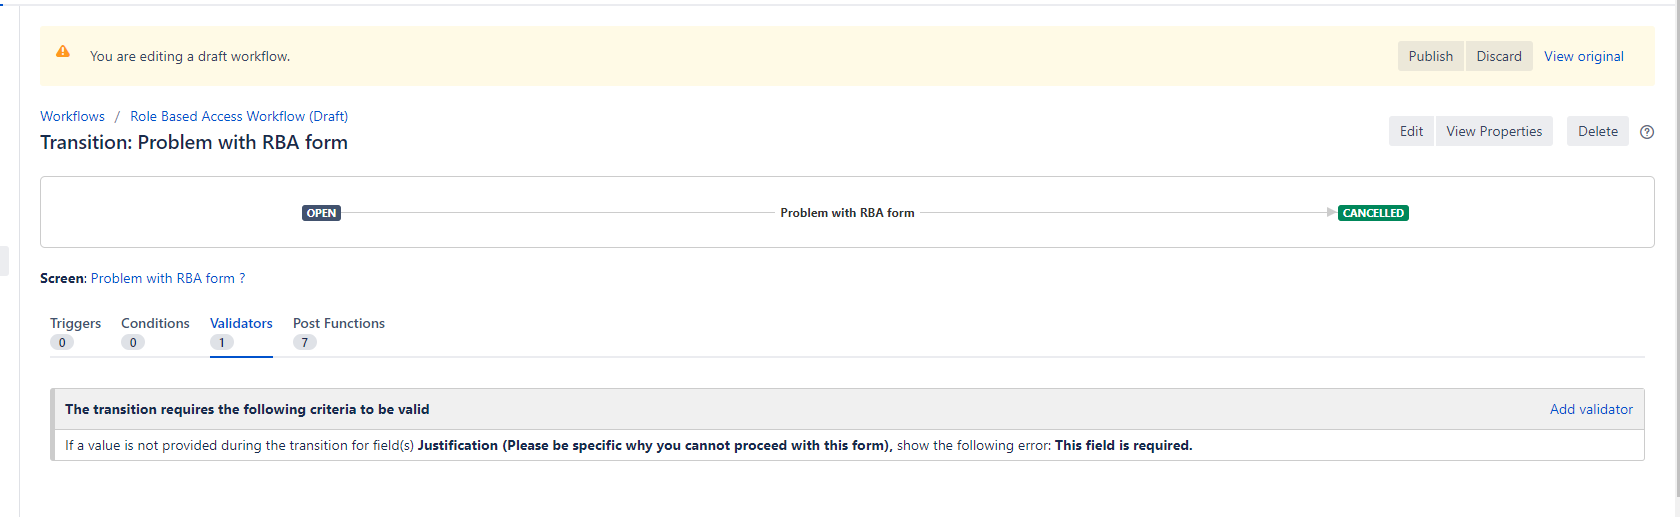 You are editing a draft workflow.
Publish Discard View original
Workflows / Role Based Access Workflow (Draft)
Transition: Problem with RBA form
Edit View Properties Delete ?
OPEN Problem with RBA form CANCELLED
Screen: Problem with RBA form ?
Triggers Conditions Validators Post Functions
0 0 1 7
The transition requires the following criteria to be valid Add validator
If a value is not provided during the transition for field(s) Justification (Please be specific why you cannot proceed with this form), show the following error: This field is required.